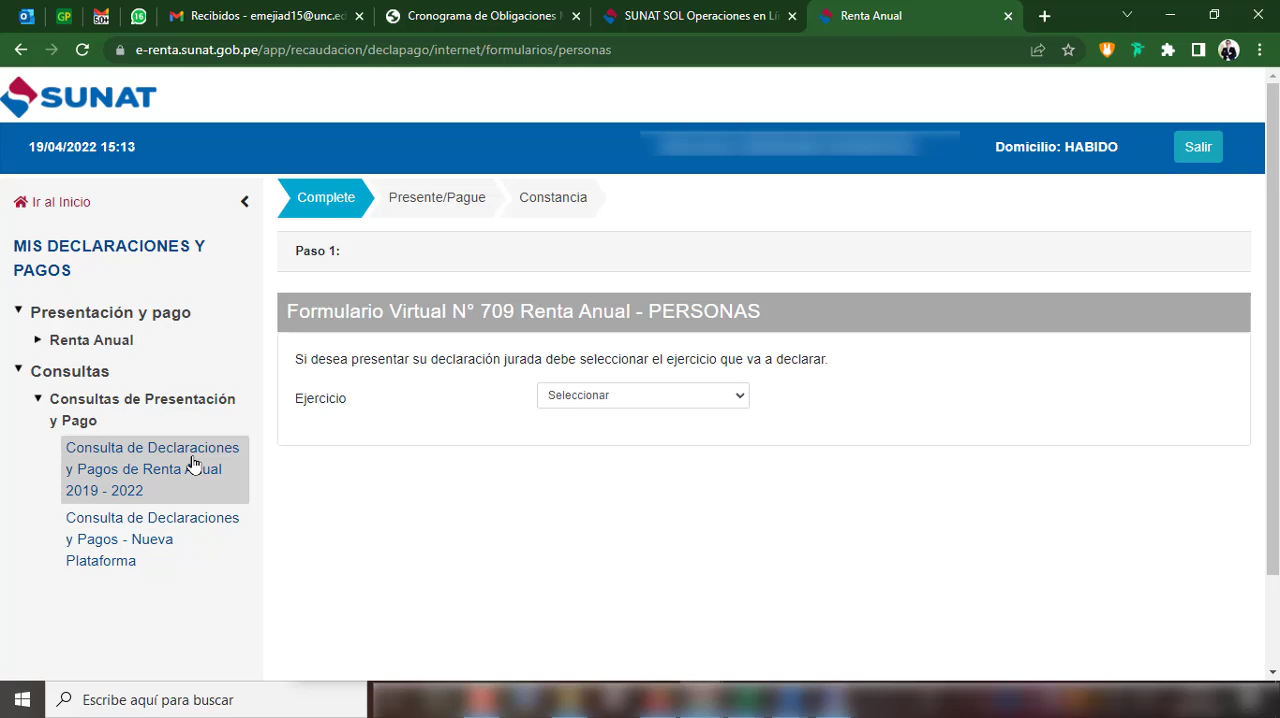 GP
50+
Recibidos - emejiad15@unc.ed
Cronograma de Obligaciones
SUNAT SOL Operaciones en Lí
Renta Anual
e-renta.sunat.gob.pe/app/recaudacion/declapago/internet/formularios/personas
SUNAT
19/04/2022 15:13
Domicilio: HABIDO
Salir
Ir al Inicio
MIS DECLARACIONES Y
PAGOS
Presentación y pago
Renta Anual
Consultas
Consultas de Presentación
y Pago
Consulta de Declaraciones
y Pagos de Renta Anual
2019 - 2022
Consulta de Declaraciones
y Pagos - Nueva
Plataforma
Complete
Presente/Pague
Constancia
Paso 1:
Formulario Virtual N° 709 Renta Anual - PERSONAS
Si desea presentar su declaración jurada debe seleccionar el ejercicio que va a declarar.
Ejercicio
Seleccionar
Escribe aquí para buscar